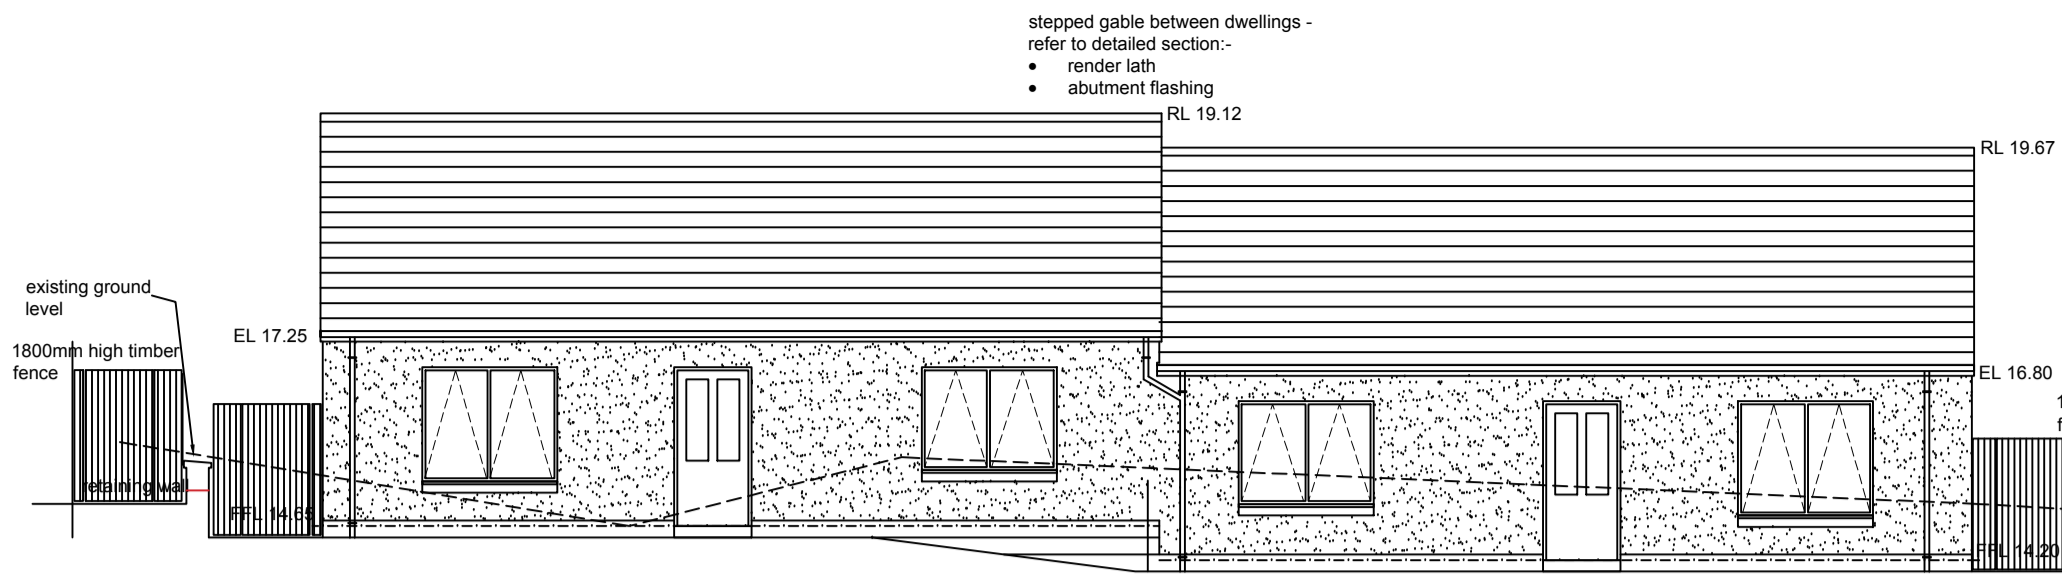 stepped gable between dwellings -
refer to detailed section:-
• render lath
• abutment flashing
RL 19.12
RL 19.67
existing ground
level
EL 17.25
1800mm high timber
fence
EL 16.80
1
f
retaining wall
FFL 14.65
FFL 14.20